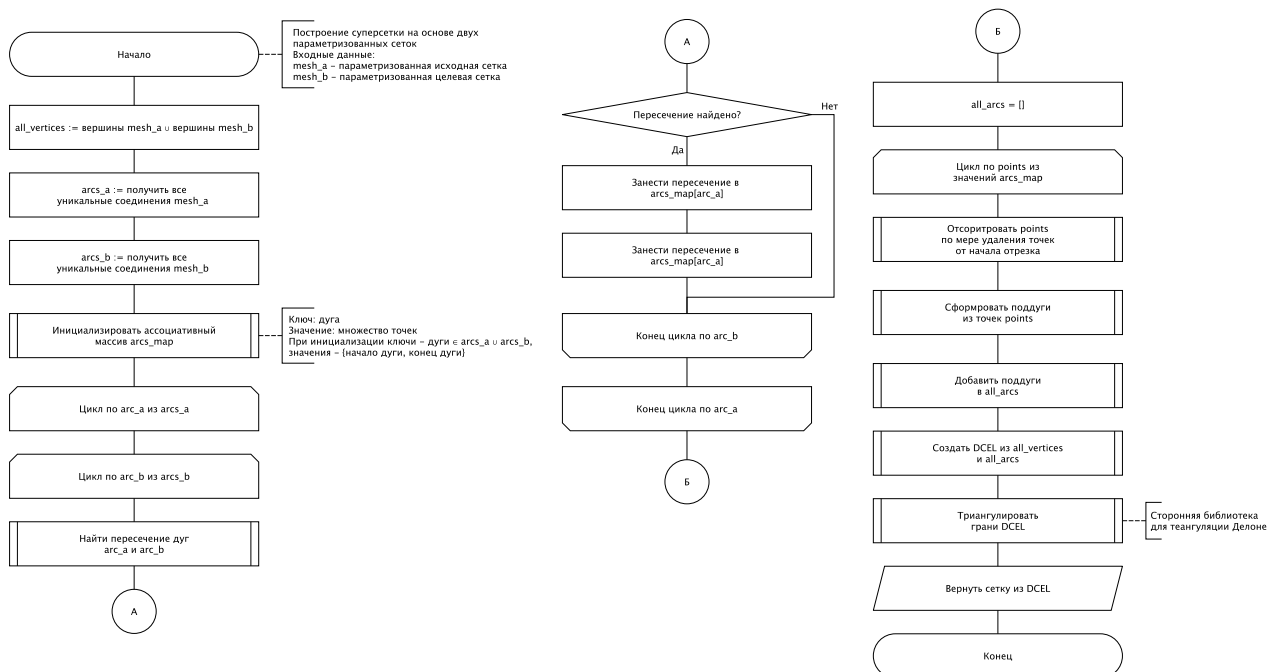 Начало
Построение суперсетки на основе двух
параметризованных сеток
Входные данные:
mesh_a – параметризованная исходная сетка
mesh_b – параметризованная целевая сетка
all_vertices := вершины mesh_a ∪ вершины mesh_b
arcs_a := получить все
уникальные соединения mesh_a
arcs_b := получить все
уникальные соединения mesh_b
Инициализировать ассоциативный
массив arcs_map
Ключ: дуга
Значение: множество точек
При инициализации ключи – дуги ∈ arcs_a ∪ arcs_b,
значения – {начало дуги, конец дуги}
Цикл по arc_a из arcs_a
Цикл по arc_b из arcs_b
Найти пересечение дуг
arc_a и arc_b
А
А
Пересечение найдено?
Нет
Да
Занести пересечение в
arcs_map[arc_a]
Занести пересечение в
arcs_map[arc_a]
Конец цикла по arc_b
Конец цикла по arc_a
Б
Б
all_arcs = []
Цикл по points из
значений arcs_map
Отсоритровать points
по мере удаления точек
от начала отрезка
Сформировать поддуги
из точек points
Добавить поддуги
в all_arcs
Создать DCEL из all_vertices
и all_arcs
Триангулировать
грани DCEL
Сторонняя библиотека
для теангуляции Делоне
Вернуть сетку из DCEL
Конец